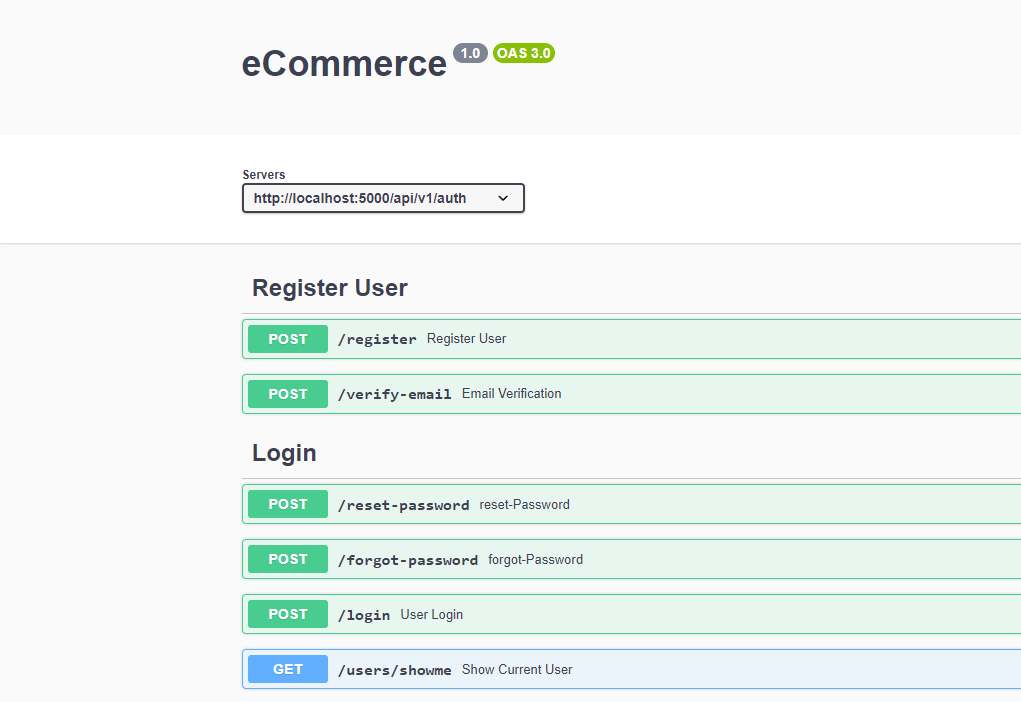 eCommerce 1.0 OAS 3.0
Servers
http://localhost:5000/api/v1/auth
Register User
POST /register Register User
POST /verify-email Email Verification
Login
POST /reset-password reset-Password
POST /forgot-password forgot-Password
POST /login User Login
GET /users/showme Show Current User